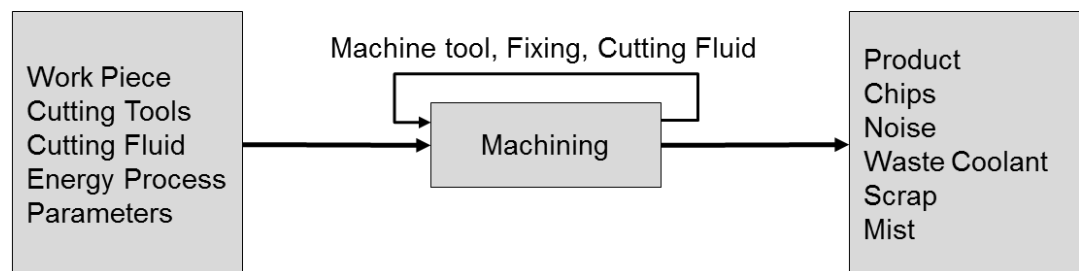 Work Piece
Cutting Tools
Cutting Fluid
Energy Process
Parameters
Machine tool, Fixing, Cutting Fluid
Machining
Product
Chips
Noise
Waste Coolant
Scrap
Mist